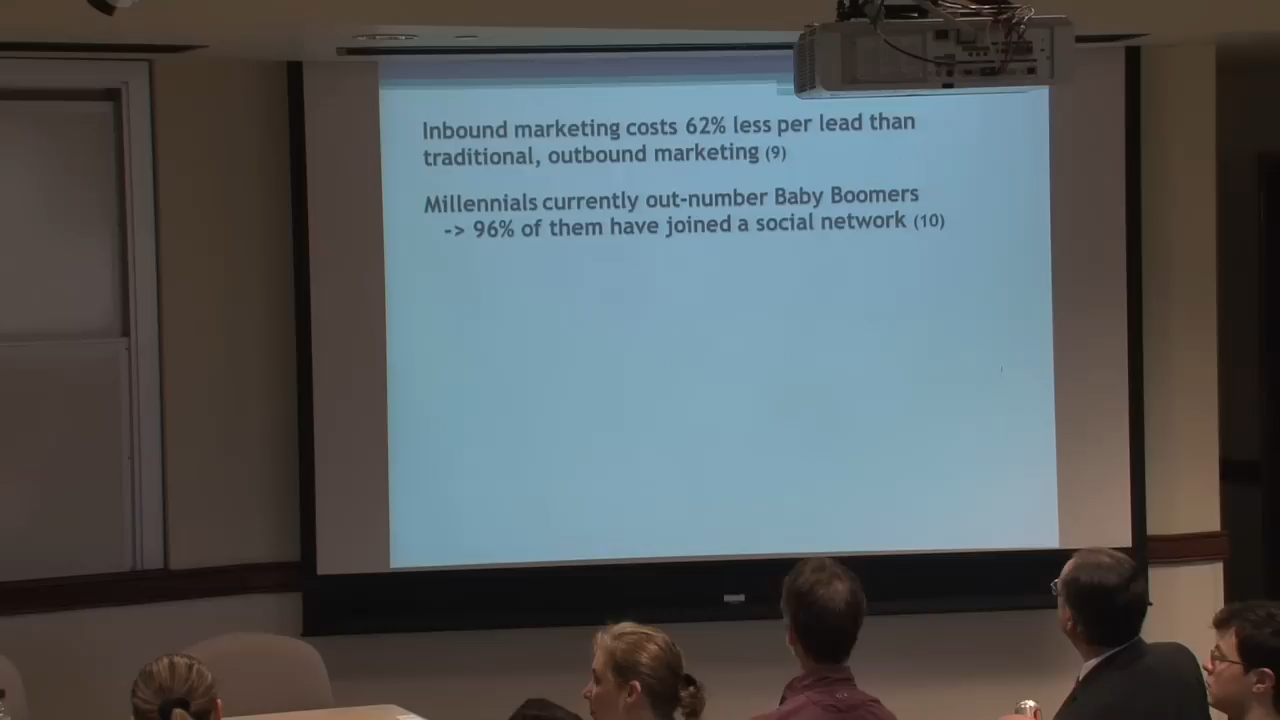 Inbound marketing costs 62% less per lead than
traditional, outbound marketing (9)
Millennials currently out-number Baby Boomers
-> 96% of them have joined a social network (10)